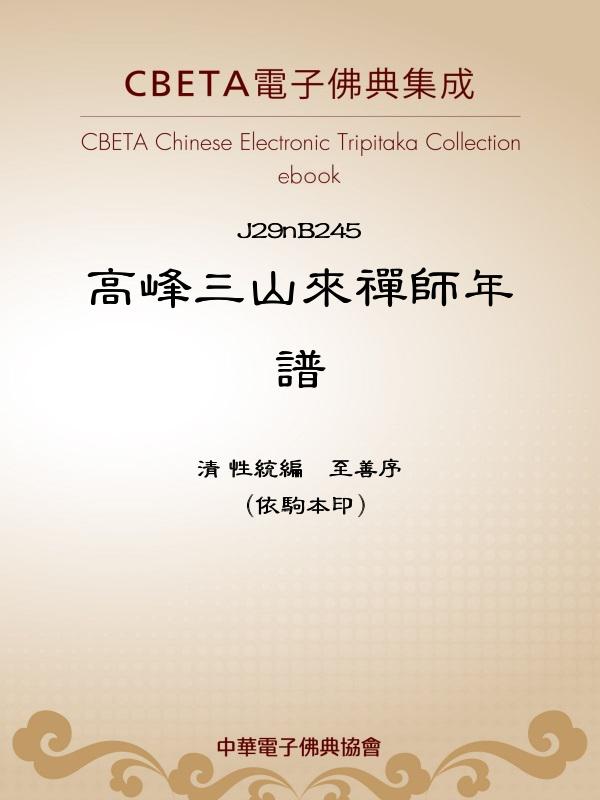 CBETA電子佛典集成
CBETA Chinese Electronic Tripitaka Collection
ebook
J29nB245
高峰三山來禪師年
譜
清 性統編　至善序
（依駒本印）
中華電子佛典協會